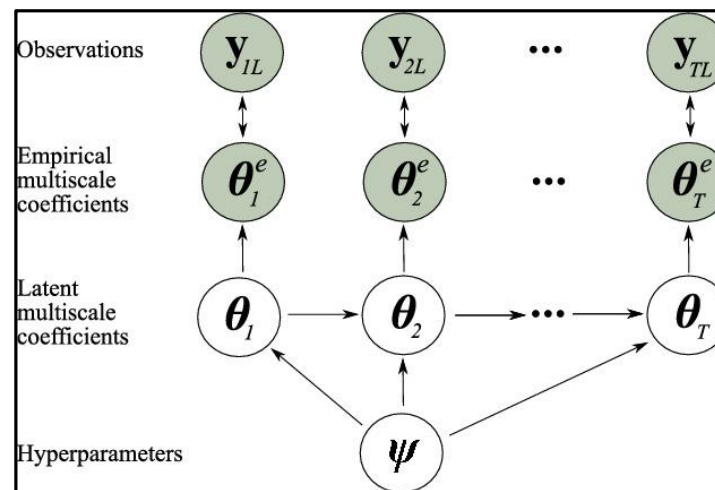 Observations y₁L y₂L ••• yTL
Empirical
multiscale
coefficients
θ₁ᵉ θ₂ᵉ ••• θTᵉ
Latent
multiscale
coefficients
θ₁ θ₂ ••• θT
Hyperparameters ψ